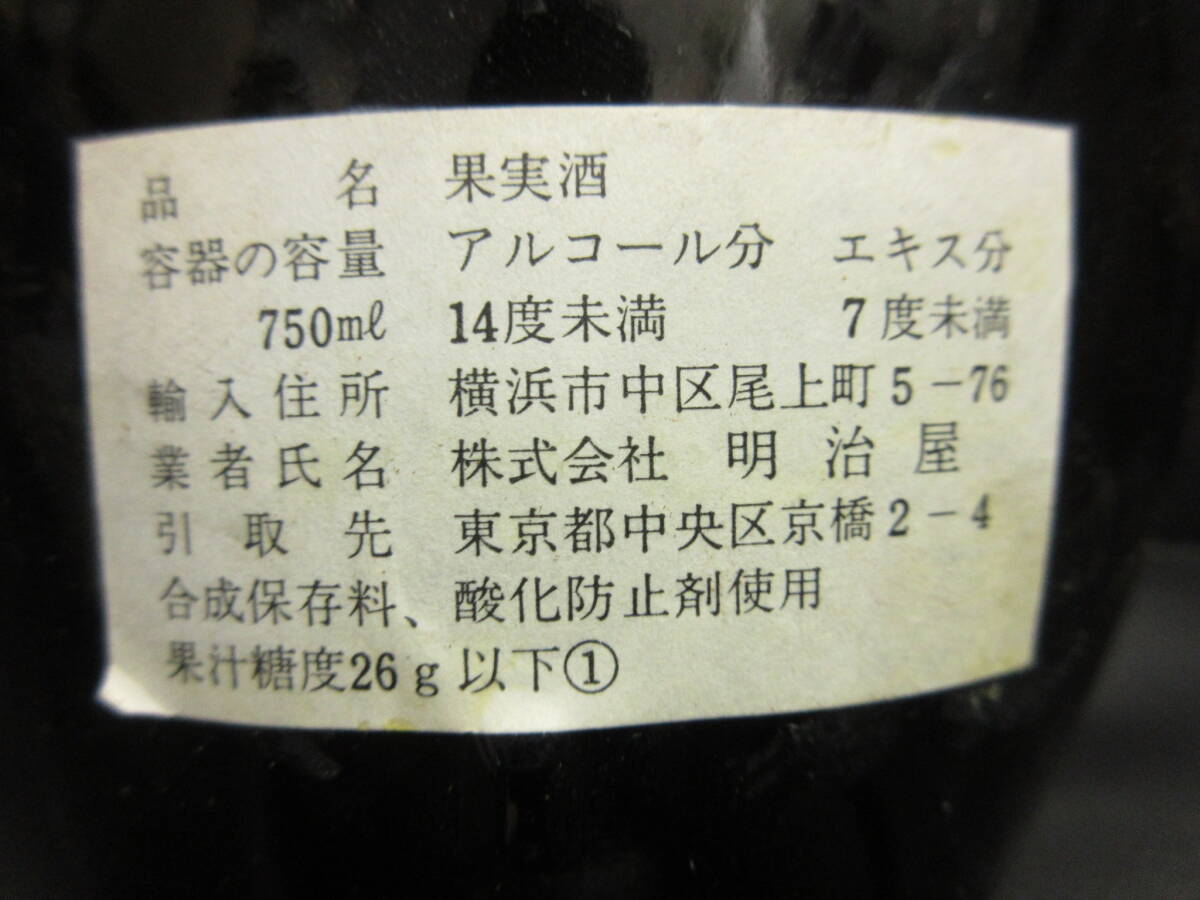 品名 果実酒
容器の容量 アルコール分 エキス分
750mℓ 14度未満 7度未満
輸入住所 横浜市中区尾上町5-76
業者氏名 株式会社 明治屋
引取先 東京都中央区京橋2-4
合成保存料、酸化防止剤使用
果汁糖度26g以下①